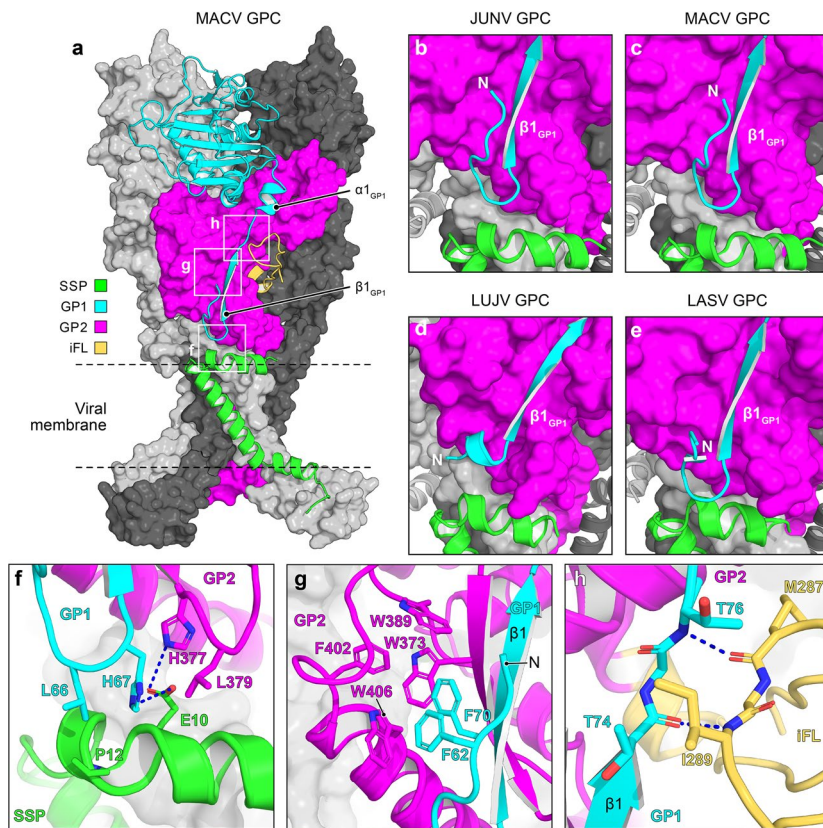 MACV GPC
JUNV GPC
MACV GPC
a
b
c
N
N
β1GP1
β1GP1
α1GP1
h
g
β1GP1
f
SSP
GP1
GP2
iFL
Viral
membrane
LUJV GPC
LASV GPC
d
e
β1GP1
β1GP1
N
N
f
GP2
GP1
H377
L66
H67
L379
E10
P12
SSP
g
GP1
GP2
W389
β1
F402
W373
N
W406
F70
F62
h
GP2
M287
T76
T74
iFL
I289
β1
GP1